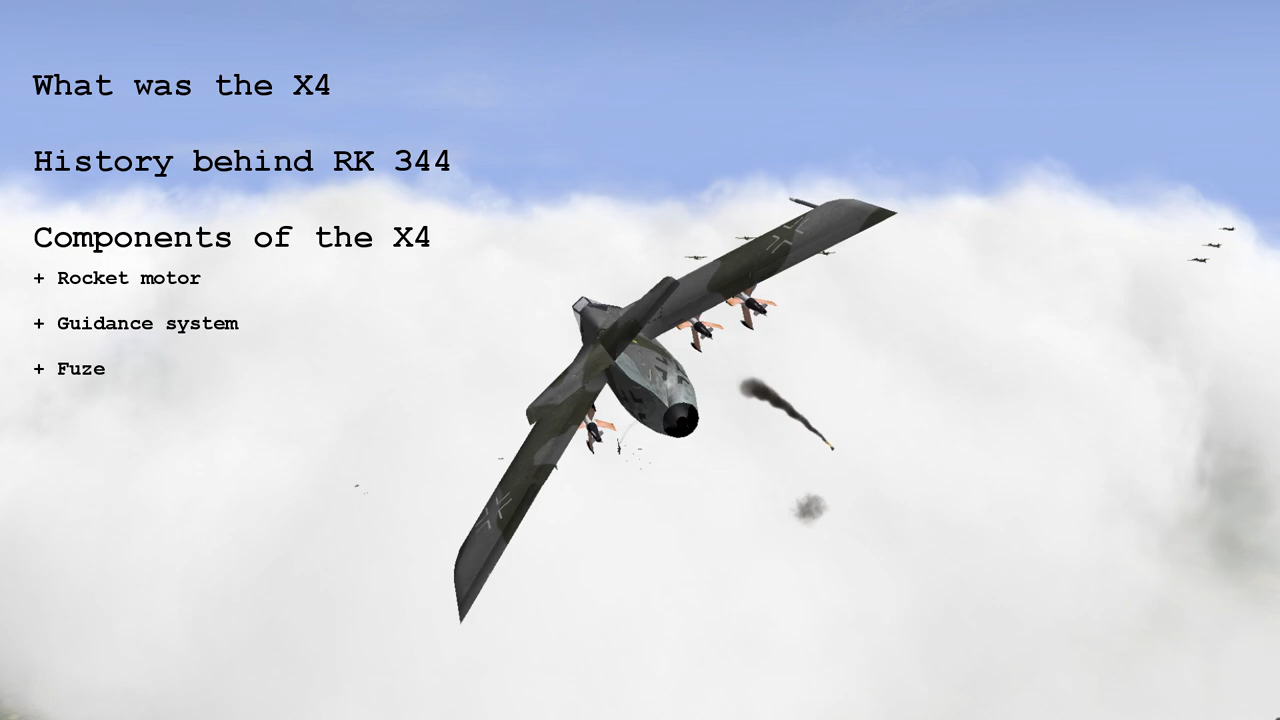 What was the X4
History behind RK 344
Components of the X4
+ Rocket motor
+ Guidance system
+ Fuze